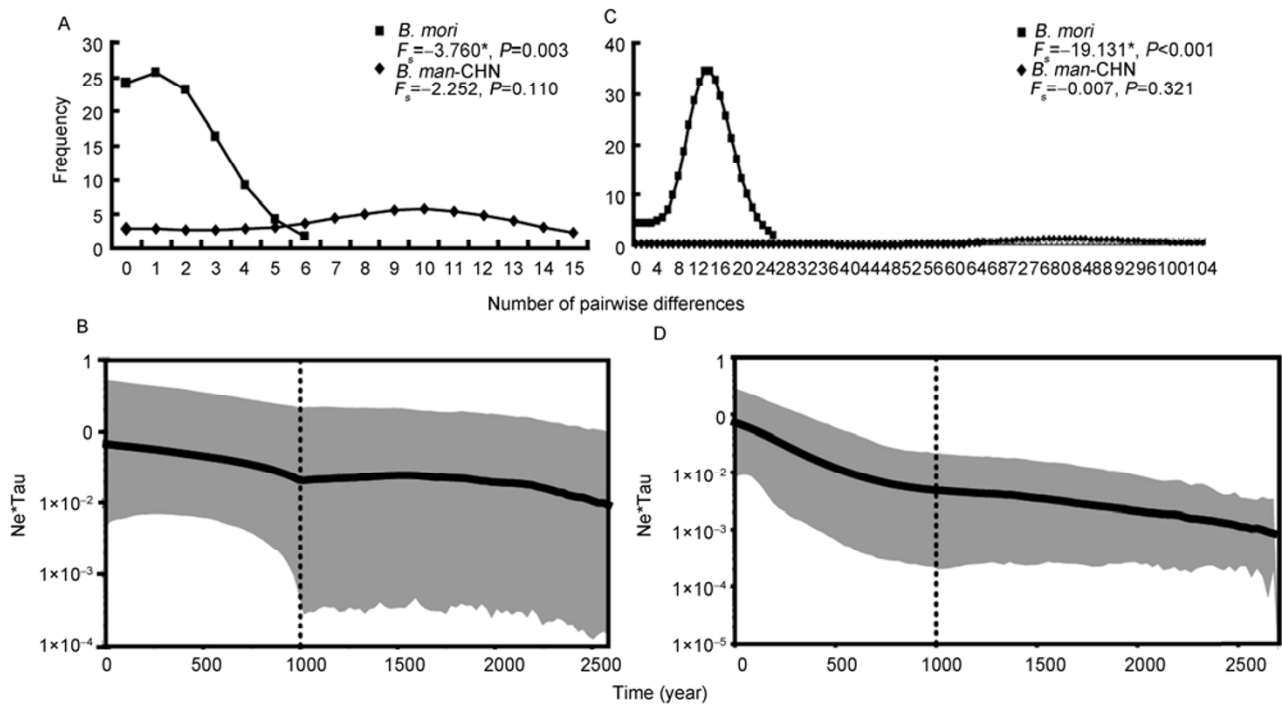 A
B. mori
Fs=−3.760*, P=0.003
B. man-CHN
Fs=−2.252, P=0.110
30
25
20
15
10
5
0
Frequency
0 1 2 3 4 5 6 7 8 9 10 11 12 13 14 15
C
B. mori
Fs=−19.131*, P<0.001
B. man-CHN
Fs=−0.007, P=0.321
40
30
20
10
0
0 4 8 12 16 20 24 28 32 36 40 44 48 52 56 60 64 68 72 76 80 84 88 92 96 100 104
Number of pairwise differences
B
1
0
1×10⁻²
1×10⁻³
1×10⁻⁴
Ne*Tau
0 500 1000 1500 2000 2500
D
1
0
1×10⁻²
1×10⁻³
1×10⁻⁴
1×10⁻⁵
Ne*Tau
0 500 1000 1500 2000 2500
Time (year)